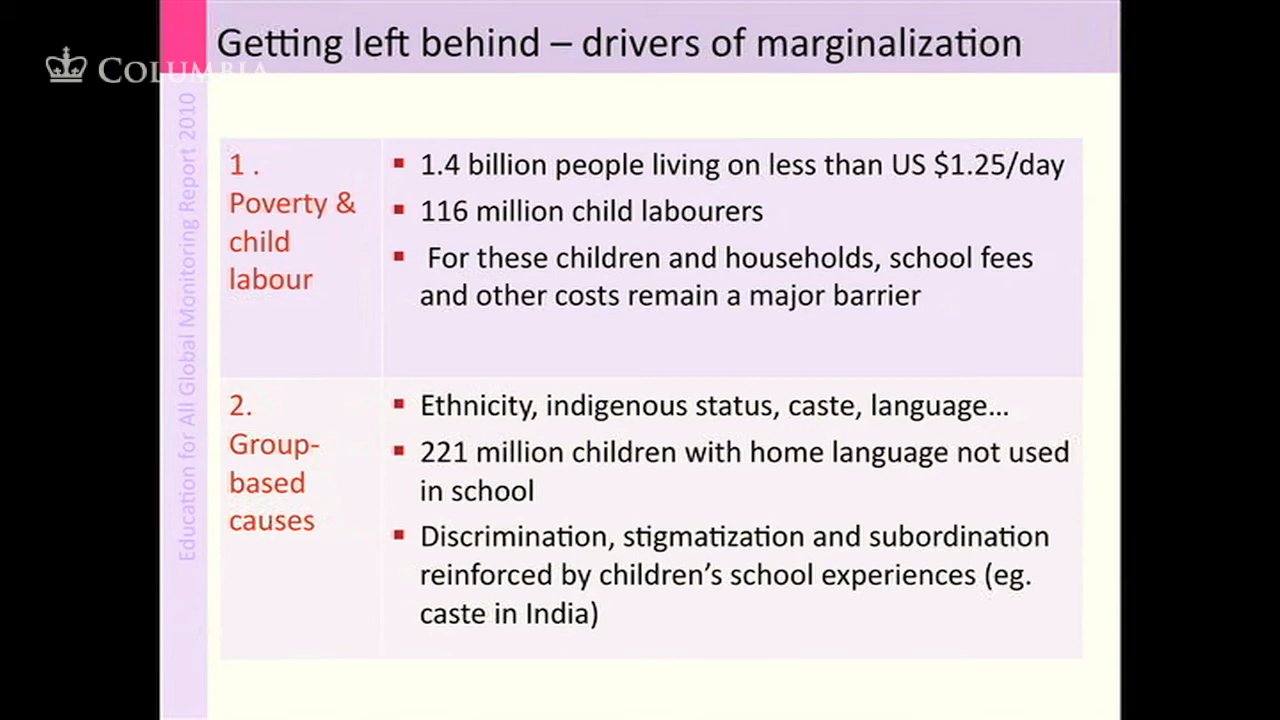 Getting left behind – drivers of marginalization
COLUMBIA
Education for All Global Monitoring Report 2010
1 .
Poverty &
child
labour
▪ 1.4 billion people living on less than US $1.25/day
▪ 116 million child labourers
▪ For these children and households, school fees
and other costs remain a major barrier
2.
Group-
based
causes
▪ Ethnicity, indigenous status, caste, language...
▪ 221 million children with home language not used
in school
▪ Discrimination, stigmatization and subordination
reinforced by children’s school experiences (eg.
caste in India)